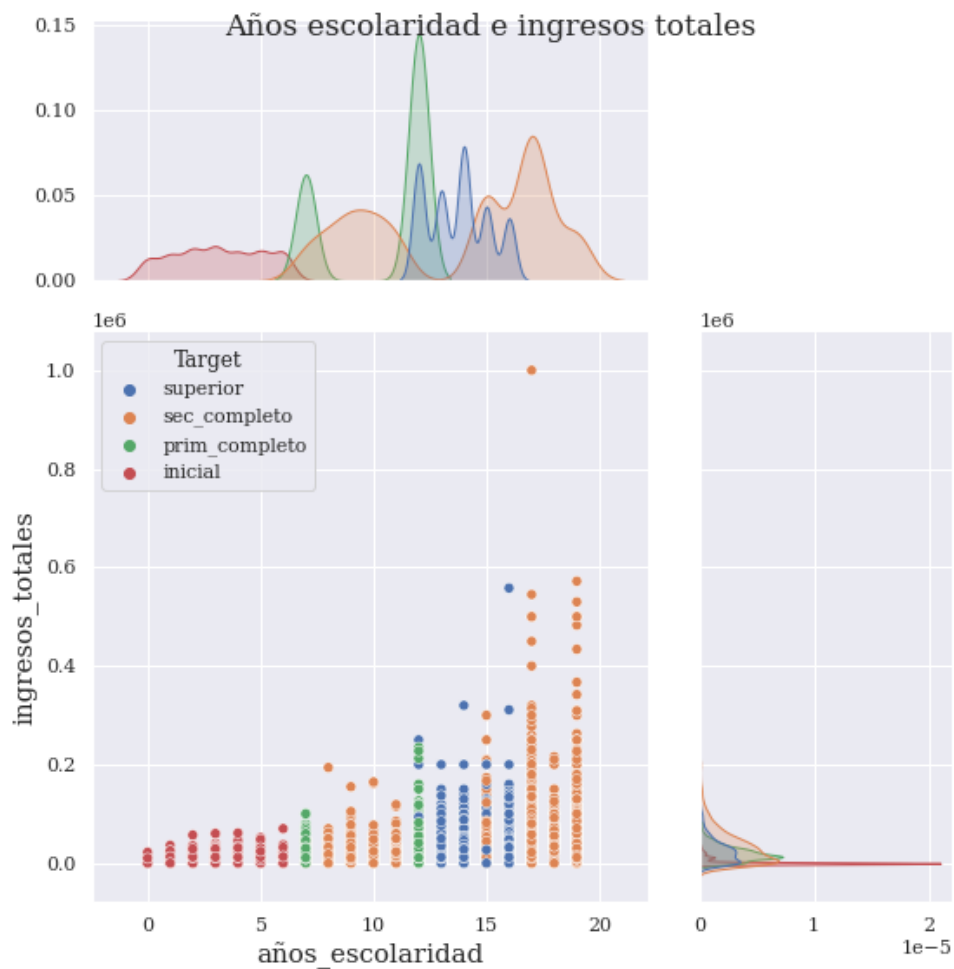 Años escolaridad e ingresos totales
0.15
0.10
0.05
0.00
1e6
1e6
Target
superior
sec_completo
prim_completo
inicial
1.0
0.8
0.6
0.4
0.2
0.0
ingresos_totales
0 5 10 15 20
años_escolaridad
0 1 2
1e−5